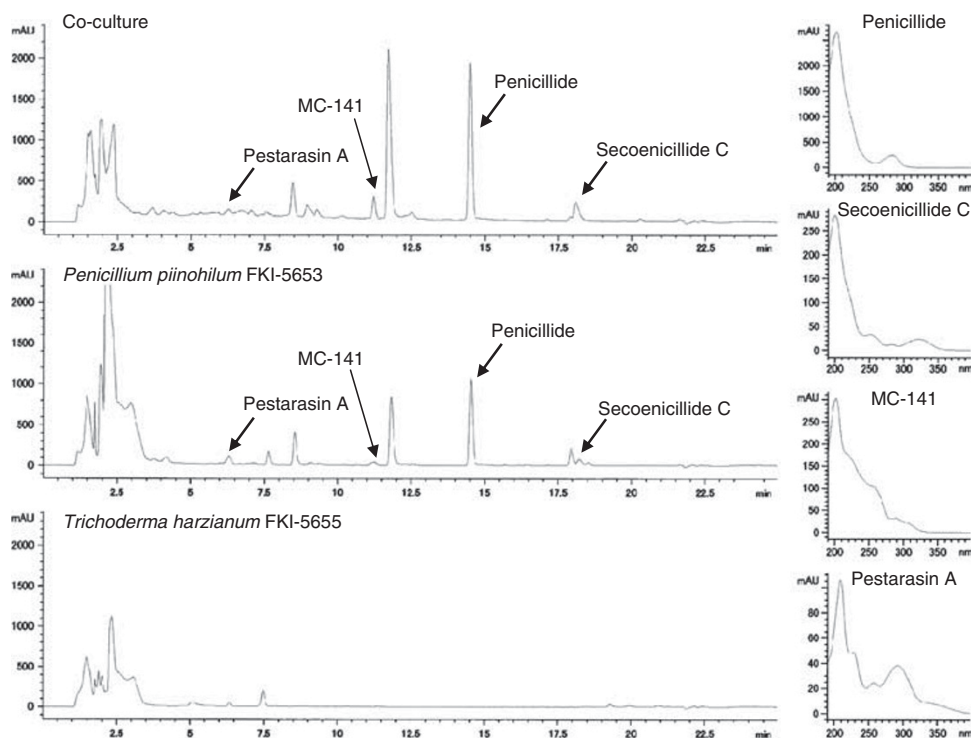 Co-culture
mAU
2000
1500
1000
500
0
Pestarasin A
MC-141
Penicillide
Secoenicillide C
2.5 5 7.5 10 12.5 15 17.5 20 22.5 min
Penicillium piinohilum FKI-5653
mAU
2000
1500
1000
500
0
Pestarasin A
MC-141
Penicillide
Secoenicillide C
2.5 5 7.5 10 12.5 15 17.5 20 22.5 min
Trichoderma harzianum FKI-5655
mAU
2000
1500
1000
500
0
2.5 5 7.5 10 12.5 15 17.5 20 22.5 min
Penicillide
mAU
2500
2000
1500
1000
500
0
200 250 300 350 nm
Secoenicillide C
mAU
250
200
150
100
50
0
200 250 300 350 nm
MC-141
mAU
300
250
200
150
100
50
0
200 250 300 350 nm
Pestarasin A
mAU
100
80
60
40
20
0
200 250 300 350 nm